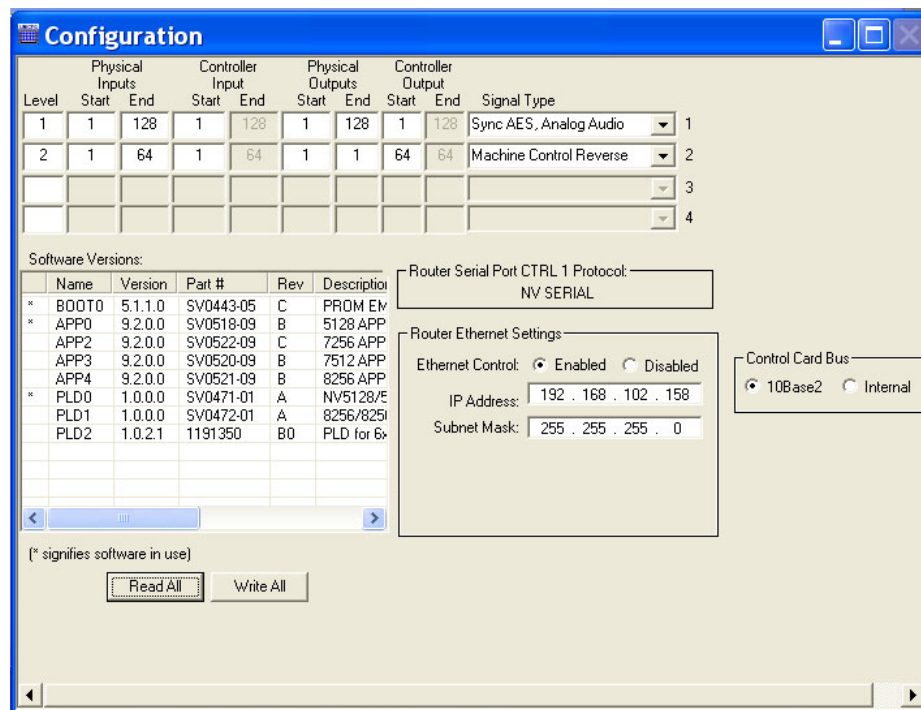 Configuration
Physical Inputs Controller Input Physical Outputs Controller Output
Level Start End Start End Start End Start End Signal Type
1 1 128 1 128 1 128 1 128 Sync AES, Analog Audio 1
2 1 64 1 64 1 1 64 64 Machine Control Reverse 2
3
4
Software Versions:
Name Version Part # Rev Description
* BOOT0 5.1.1.0 SV0443-05 C PROM EM
* APP0 9.2.0.0 SV0518-09 B 5128 APP
APP2 9.2.0.0 SV0522-09 C 7256 APP
APP3 9.2.0.0 SV0520-09 B 7512 APP
APP4 9.2.0.0 SV0521-09 B 8256 APP
* PLD0 1.0.0.0 SV0471-01 A NV5128/5
PLD1 1.0.0.0 SV0472-01 A 8256/825
PLD2 1.0.2.1 1191350 B0 PLD for 6x
(* signifies software in use)
Read All Write All
Router Serial Port CTRL 1 Protocol:
NV SERIAL
Router Ethernet Settings
Ethernet Control: Enabled Disabled
IP Address: 192 . 168 . 102 . 158
Subnet Mask: 255 . 255 . 255 . 0
Control Card Bus
10Base2 Internal